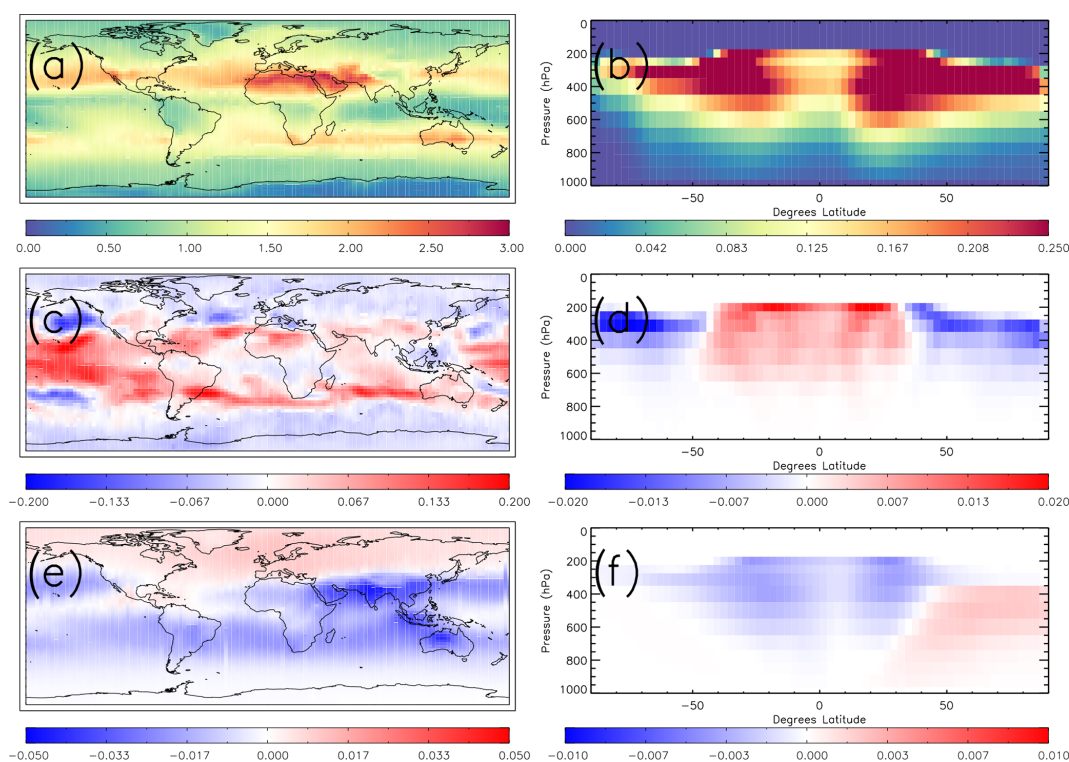 (a)
0.00 0.50 1.00 1.50 2.00 2.50 3.00
(b)
Pressure (hPa)
0
200
400
600
800
1000
−50 0 50
Degrees Latitude
0.000 0.042 0.083 0.125 0.167 0.208 0.250
(c)
−0.200 −0.133 −0.067 0.000 0.067 0.133 0.200
(d)
Pressure (hPa)
0
200
400
600
800
1000
−50 0 50
Degrees Latitude
−0.020 −0.013 −0.007 0.000 0.007 0.013 0.020
(e)
−0.050 −0.033 −0.017 0.000 0.017 0.033 0.050
(f)
Pressure (hPa)
0
200
400
600
800
1000
−50 0 50
Degrees Latitude
−0.010 −0.007 −0.003 0.000 0.003 0.007 0.010